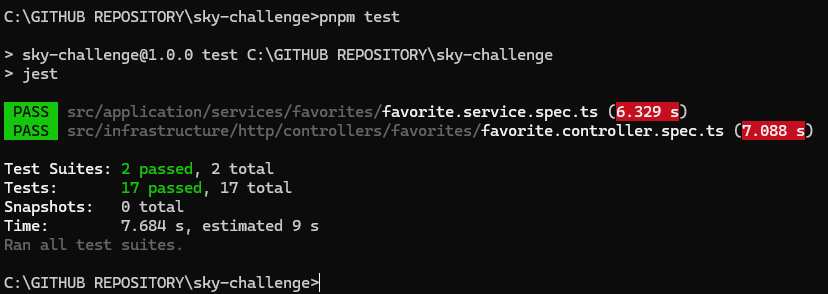 C:\GITHUB REPOSITORY\sky-challenge>pnpm test
> sky-challenge@1.0.0 test C:\GITHUB REPOSITORY\sky-challenge
> jest
PASS src/application/services/favorites/favorite.service.spec.ts (6.329 s)
PASS src/infrastructure/http/controllers/favorites/favorite.controller.spec.ts (7.088 s)
Test Suites: 2 passed, 2 total
Tests: 17 passed, 17 total
Snapshots: 0 total
Time: 7.684 s, estimated 9 s
Ran all test suites.
C:\GITHUB REPOSITORY\sky-challenge>